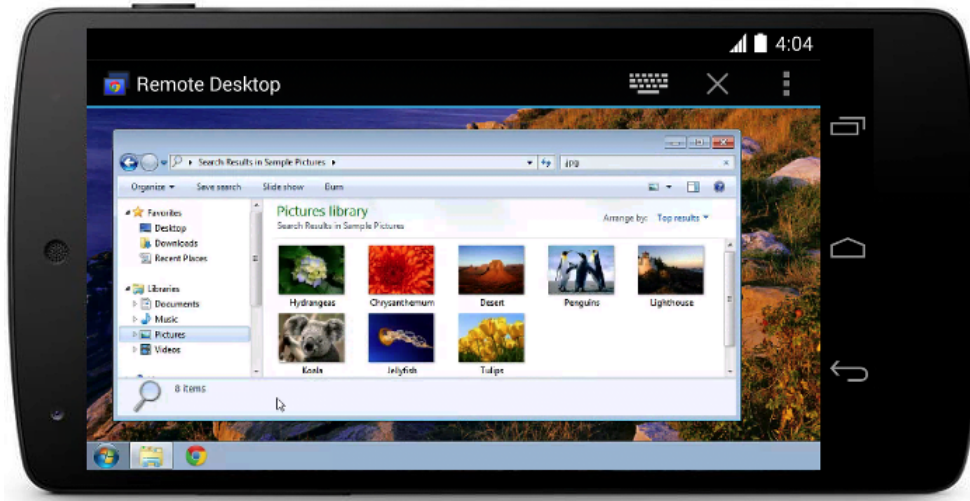 4:04
Remote Desktop
Search Results in Sample Pictures
jpg
Organize
Save search
Slide show
Burn
Favorites
Desktop
Downloads
Recent Places
Libraries
Documents
Music
Pictures
Videos
Pictures library
Search Results in Sample Pictures
Arrange by: Top results
Hydrangeas
Chrysanthemum
Desert
Penguins
Lighthouse
Koala
Jellyfish
Tulips
8 items